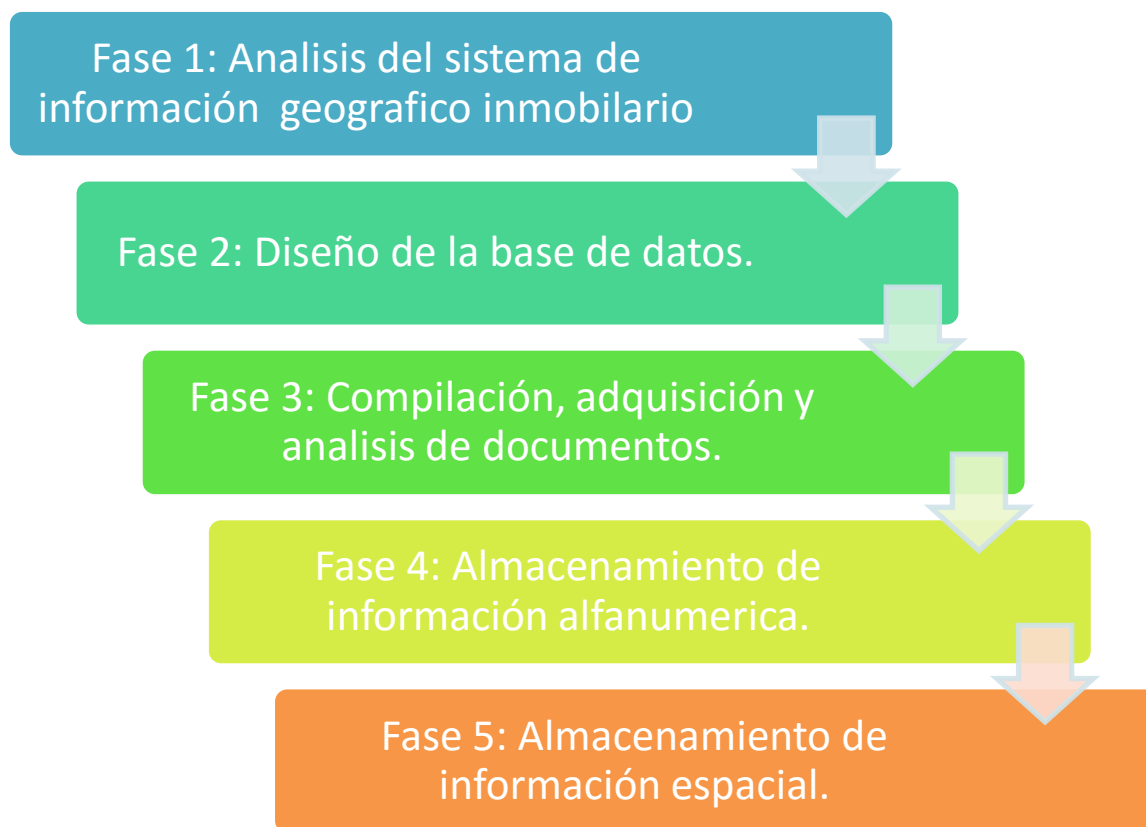 Fase 1: Analisis del sistema de
información geografico inmobilario
Fase 2: Diseño de la base de datos.
Fase 3: Compilación, adquisición y
analisis de documentos.
Fase 4: Almacenamiento de
información alfanumerica.
Fase 5: Almacenamiento de
información espacial.